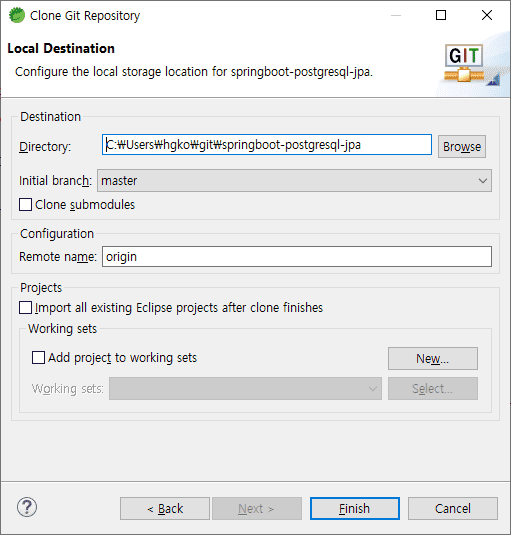 Clone Git Repository
Local Destination
Configure the local storage location for springboot-postgresql-jpa.
GIT
Destination
Directory: C:₩Users₩hgko₩git₩springboot-postgresql-jpa Browse
Initial branch: master
Clone submodules
Configuration
Remote name: origin
Projects
Import all existing Eclipse projects after clone finishes
Working sets
Add project to working sets New...
Working sets: Select...
? < Back Next > Finish Cancel